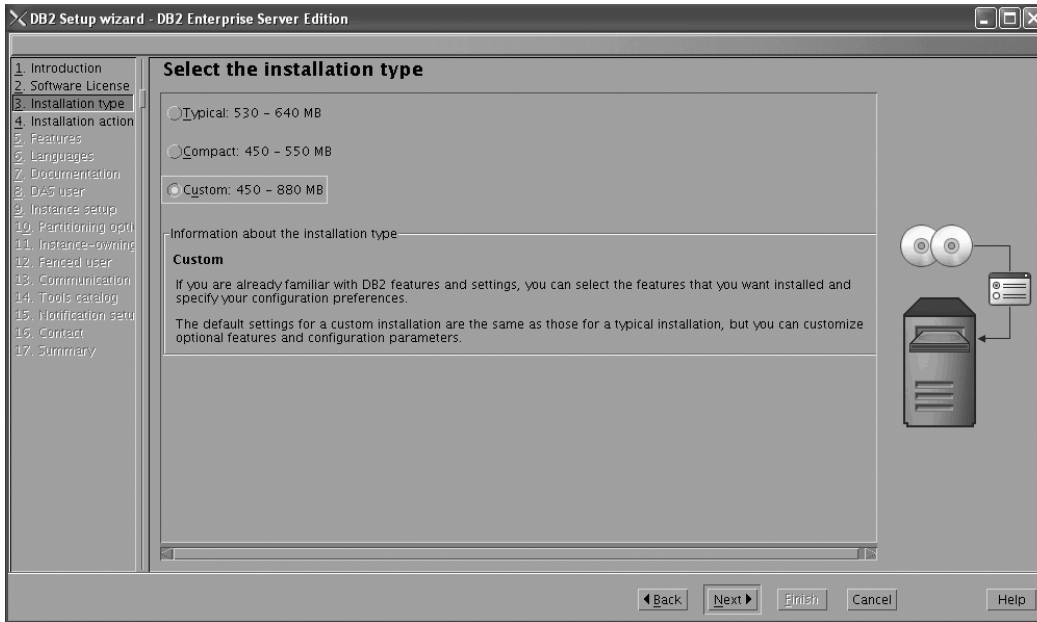 DB2 Setup wizard - DB2 Enterprise Server Edition
1. Introduction
2. Software License
3. Installation type
4. Installation action
5. Features
6. Languages
7. Documentation
8. DAS user
9. Instance setup
10. Partitioning opti
11. Instance-owning
12. Fenced user
13. Communication
14. Tools catalog
15. Notification setu
16. Contact
17. Summary
Select the installation type
Typical: 530 - 640 MB
Compact: 450 - 550 MB
Custom: 450 - 880 MB
Information about the installation type
Custom
If you are already familiar with DB2 features and settings, you can select the features that you want installed and
specify your configuration preferences.
The default settings for a custom installation are the same as those for a typical installation, but you can customize
optional features and configuration parameters.
Back Next Finish Cancel Help